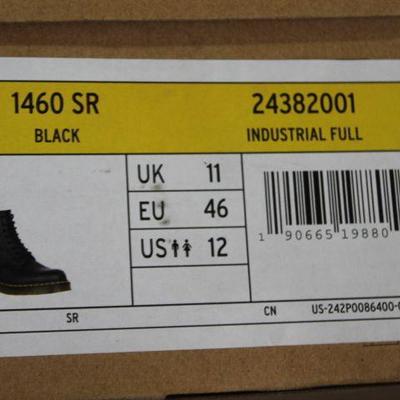 1460 SR 24382001
BLACK INDUSTRIAL FULL
UK 11
EU 46
US 12
1 90665 19880
SR CN US-242P0086400-